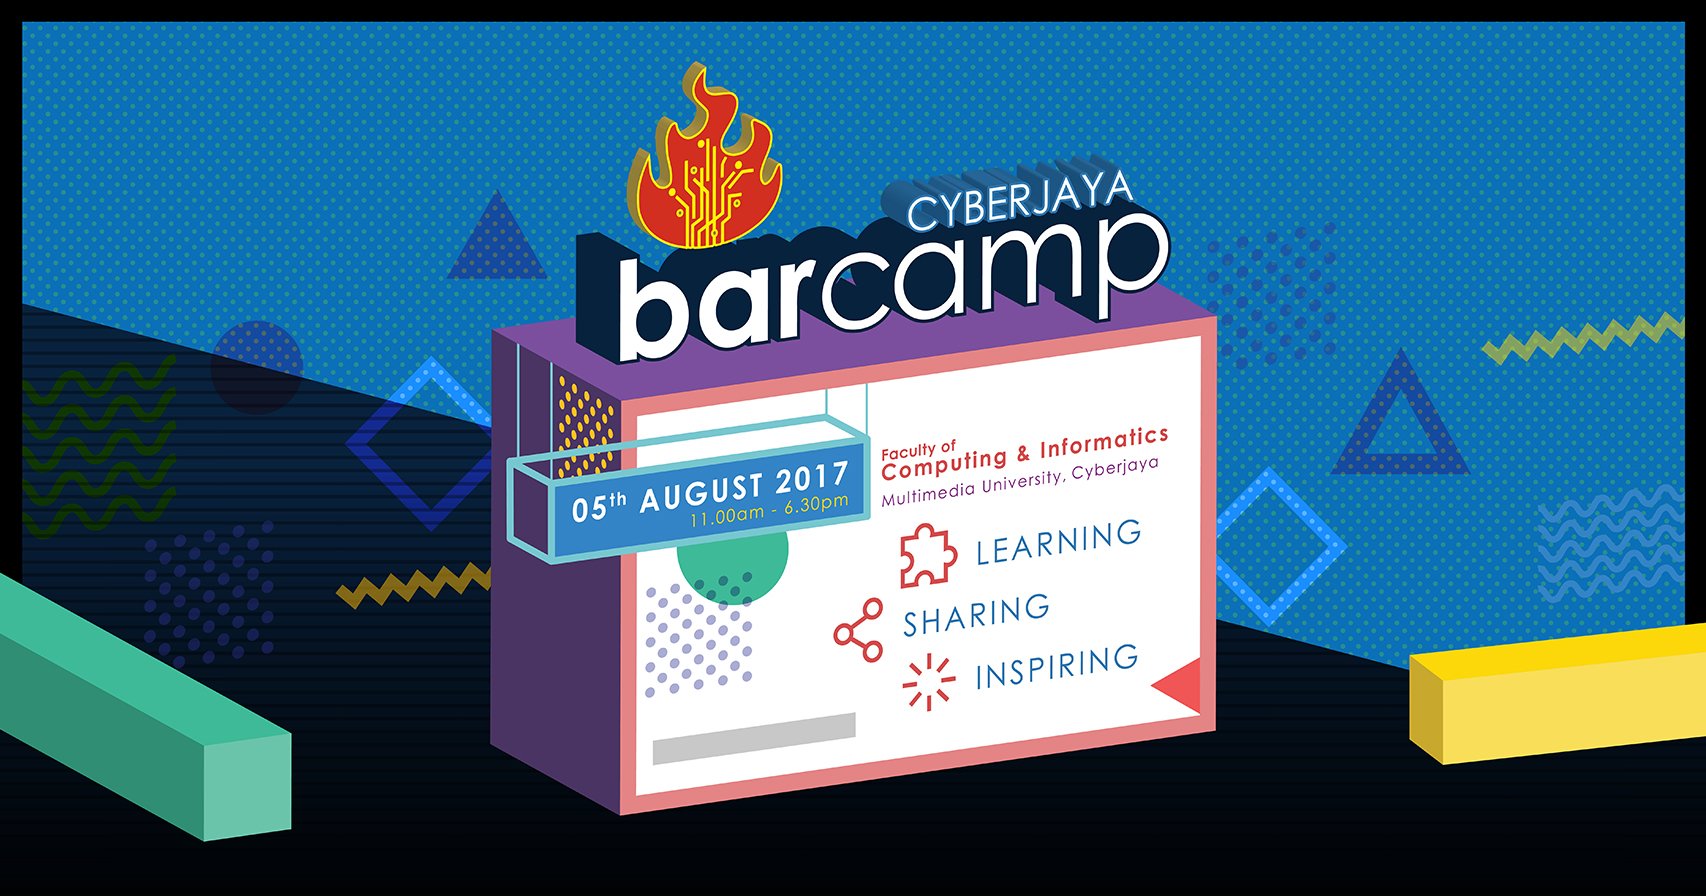 CYBERJAYA
barcamp
05th AUGUST 2017
11.00am - 6.30pm
Faculty of
Computing & Informatics
Multimedia University, Cyberjaya
LEARNING
SHARING
INSPIRING